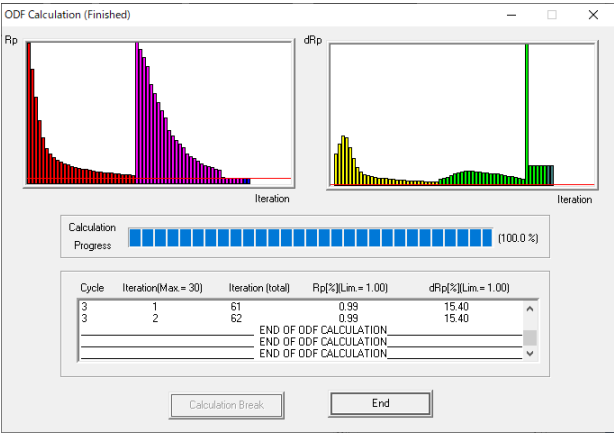 ODF Calculation (Finished)
Rp
dRp
Iteration
Iteration
Calculation
Progress
(100.0 %)
Cycle Iteration(Max.= 30) Iteration (total) Rp[%](Lim.= 1.00) dRp[%](Lim.= 1.00)
3 1 61 0.99 15.40
3 2 62 0.99 15.40
END OF ODF CALCULATION
END OF ODF CALCULATION
END OF ODF CALCULATION
Calculation Break
End